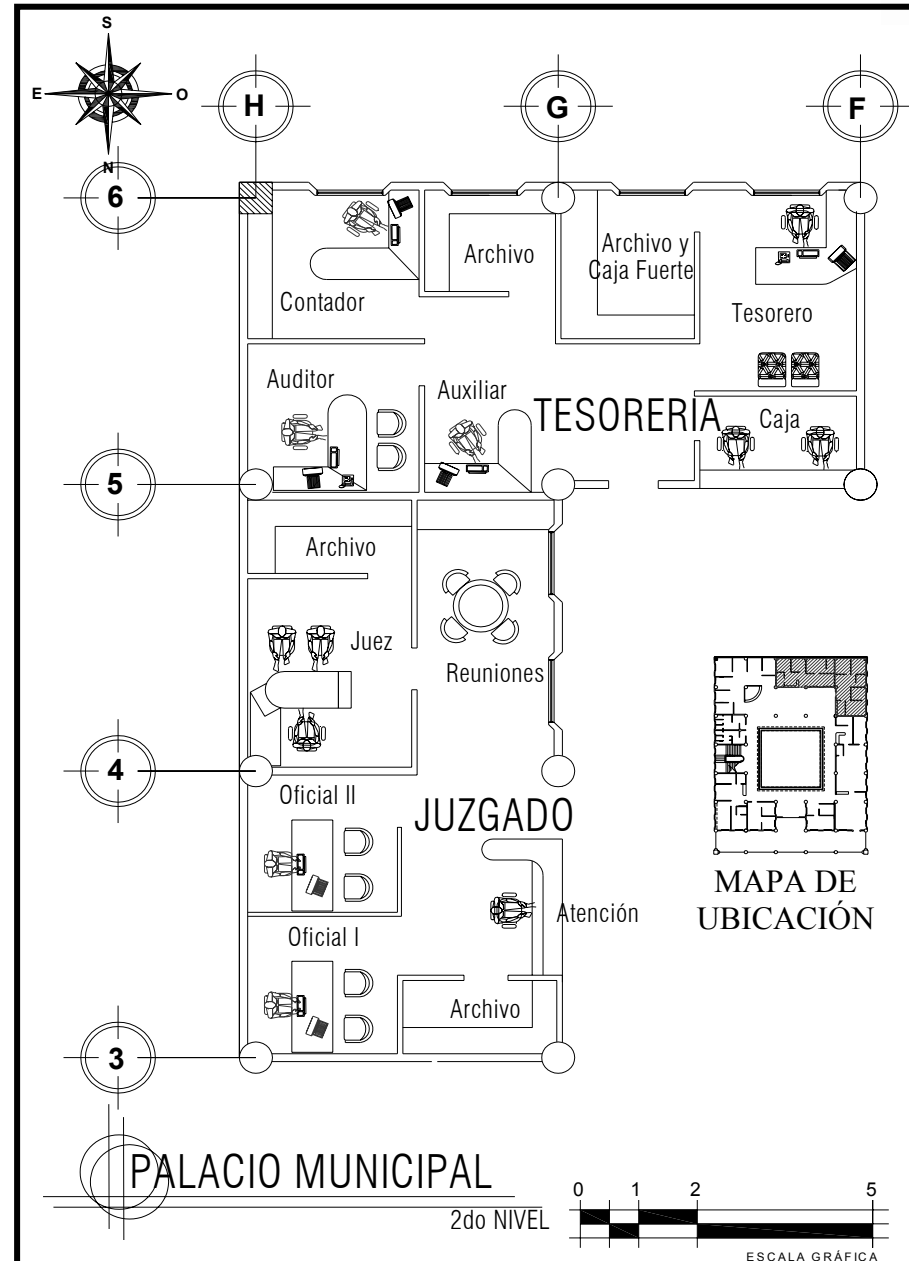 S
E
O
N
H
G
F
6
5
4
3
Archivo
Archivo y
Caja Fuerte
Contador
Tesorero
Auditor
Auxiliar
TESORERIA
Caja
Archivo
Juez
Reuniones
Oficial II
JUZGADO
MAPA DE
UBICACIÓN
Atención
Oficial I
Archivo
PALACIO MUNICIPAL
2do NIVEL
0 1 2 5
ESCALA GRÁFICA